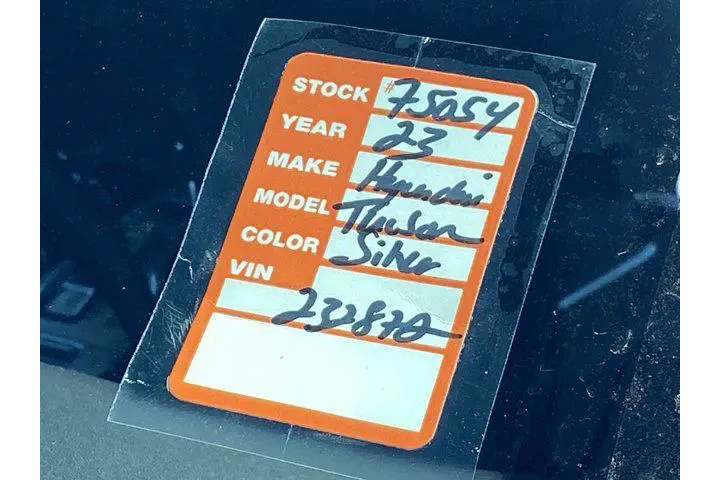 STOCK #75054
YEAR 23
MAKE Hyundai
MODEL Tucson
COLOR Silver
VIN
232870